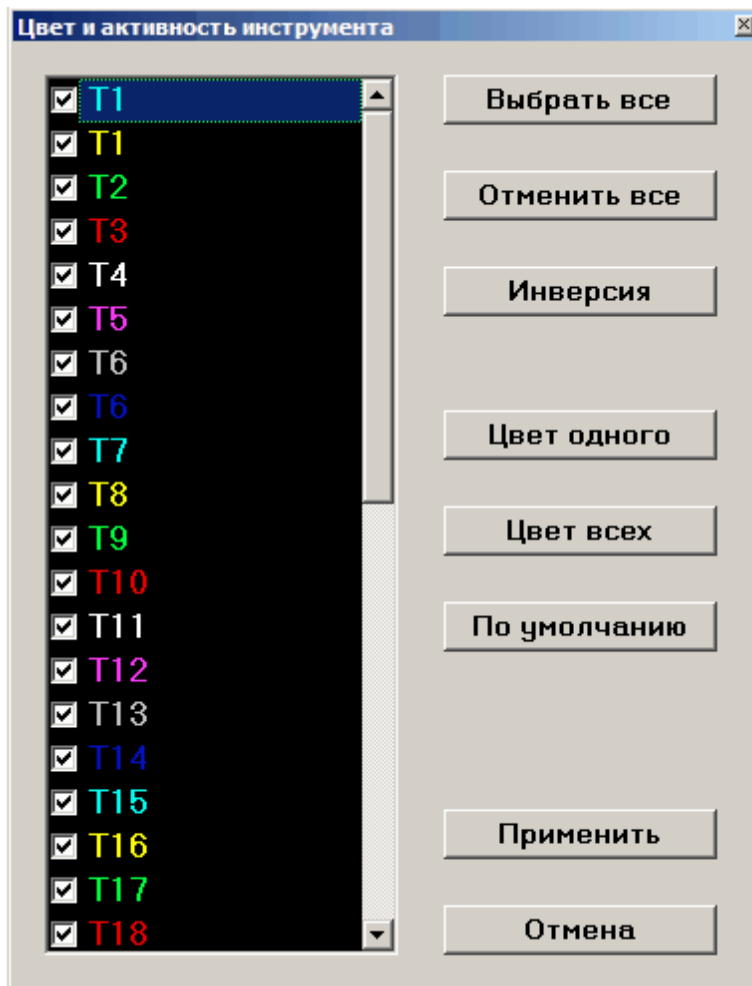 Цвет и активность инструмента
T1
T1
T2
T3
T4
T5
T6
T6
T7
T8
T9
T10
T11
T12
T13
T14
T15
T16
T17
T18
Выбрать все
Отменить все
Инверсия
Цвет одного
Цвет всех
По умолчанию
Применить
Отмена